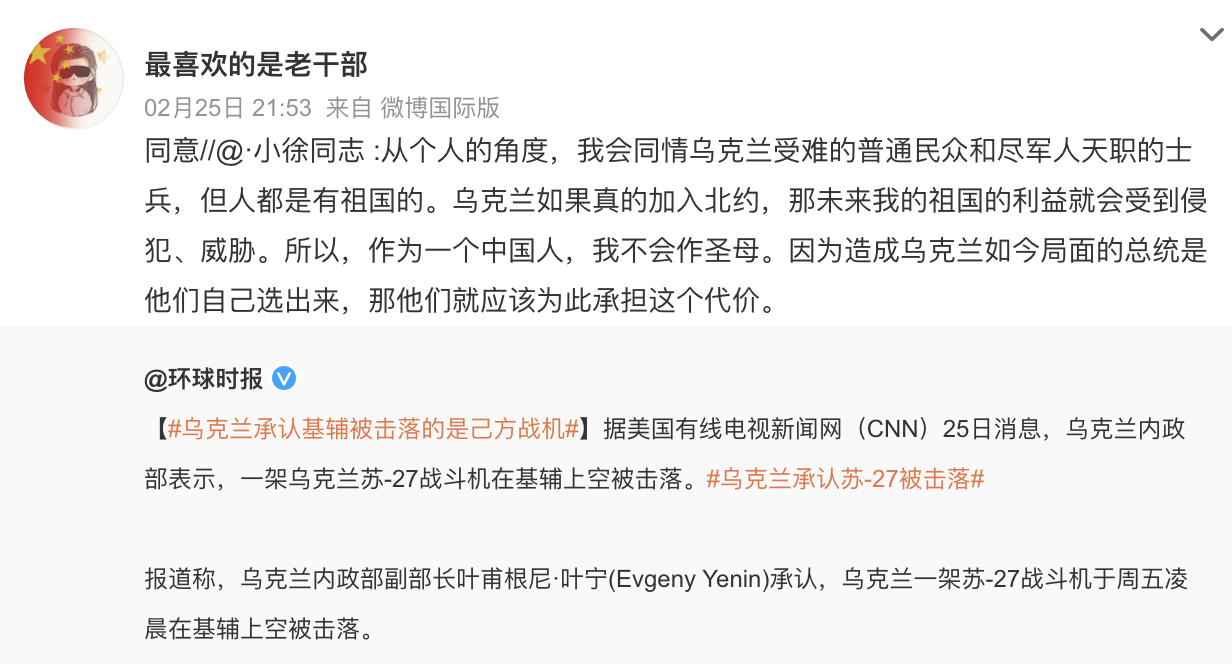 最喜欢的是老干部
02月25日 21:53 来自 微博国际版
同意//@·小徐同志 :从个人的角度，我会同情乌克兰受难的普通民众和尽军人天职的士
兵，但人都是有祖国的。乌克兰如果真的加入北约，那未来我的祖国的利益就会受到侵
犯、威胁。所以，作为一个中国人，我不会作圣母。因为造成乌克兰如今局面的总统是
他们自己选出来，那他们就应该为此承担这个代价。
@环球时报
【#乌克兰承认基辅被击落的是己方战机#】据美国有线电视新闻网（CNN）25日消息，乌克兰内政
部表示，一架乌克兰苏-27战斗机在基辅上空被击落。#乌克兰承认苏-27被击落#
报道称，乌克兰内政部副部长叶甫根尼·叶宁(Evgeny Yenin)承认，乌克兰一架苏-27战斗机于周五凌
晨在基辅上空被击落。